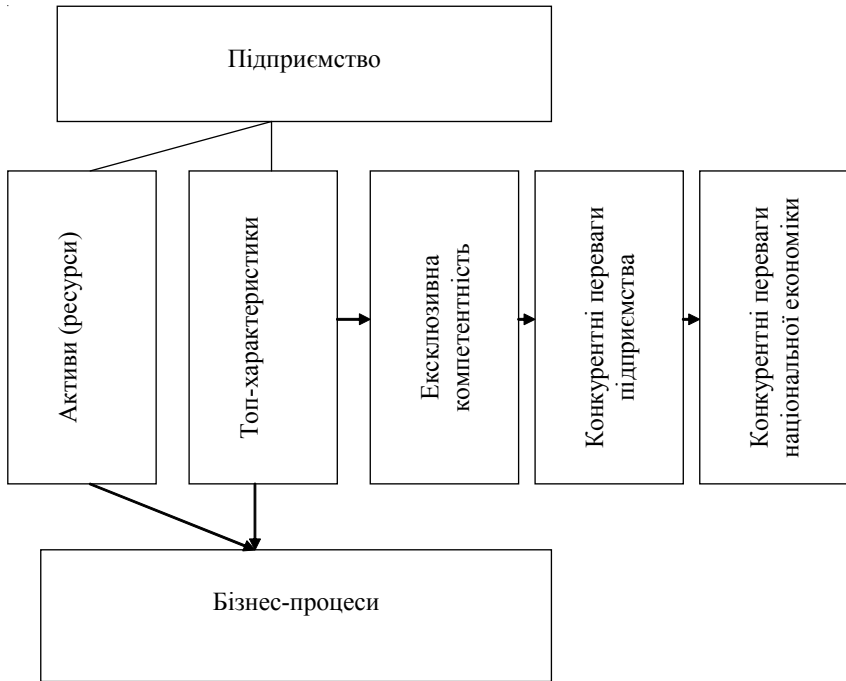 Підприємство
Активи (ресурси)
Топ-характеристики
Ексклюзивна
компетентність
Конкурентні переваги
підприємства
Конкурентні переваги
національної економіки
Бізнес-процеси